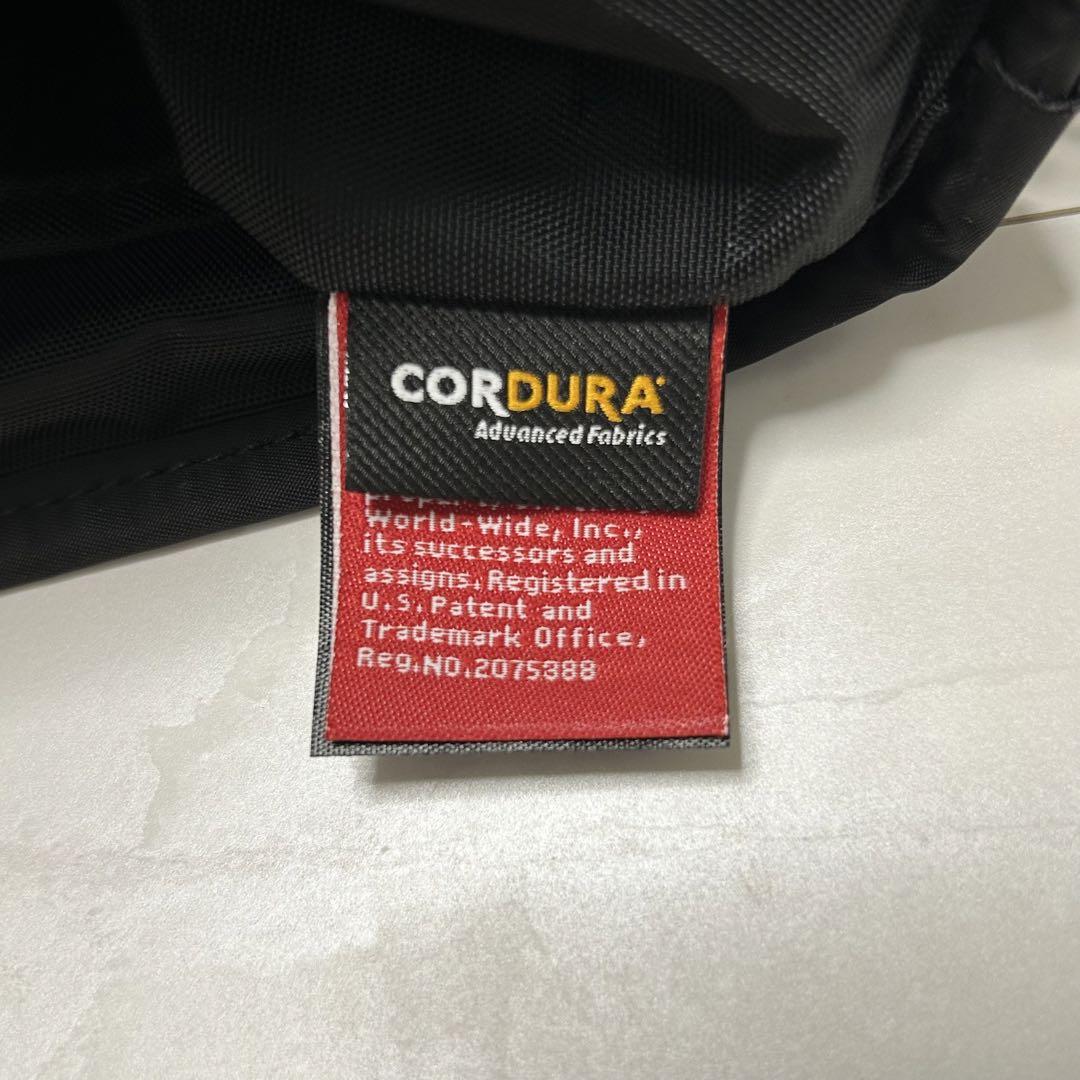 CORDURA
Advanced Fabrics
World-Wide, Inc.,
its successors and
assigns. Registered in
U.S. Patent and
Trademark Office,
Reg.NO.2075388